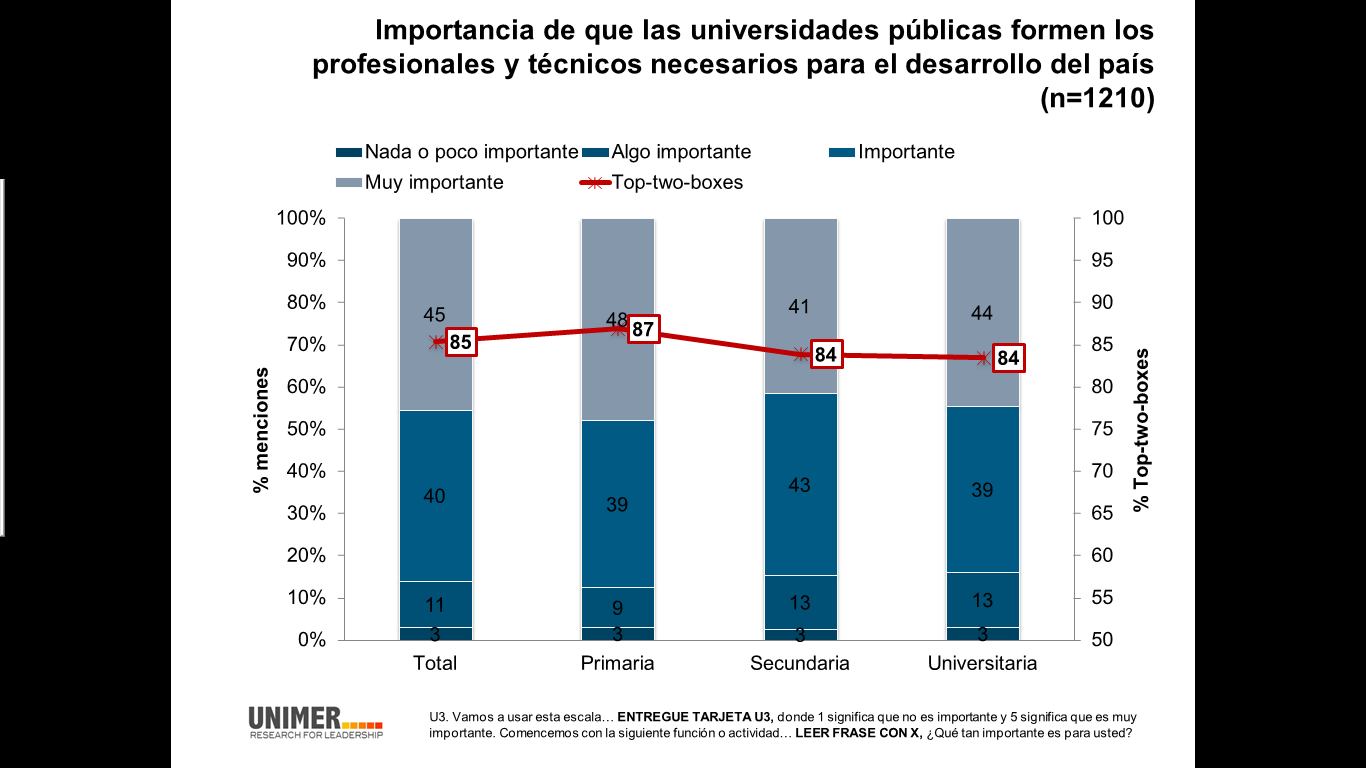 Importancia de que las universidades públicas formen los
profesionales y técnicos necesarios para el desarrollo del país
(n=1210)
Nada o poco importante Algo importante Importante
Muy importante Top-two-boxes
100% 100
90% 95
80% 90
70% 85
60% 80
50% 75
40% 70
30% 65
20% 60
10% 55
0% 50
% menciones
% Top-two-boxes
45 48 41 44
85 87 84 84
40 39 43 39
11 9 13 13
3 3 3 3
Total Primaria Secundaria Universitaria
UNIMER
RESEARCH FOR LEADERSHIP
U3. Vamos a usar esta escala… ENTREGUE TARJETA U3, donde 1 significa que no es importante y 5 significa que es muy
importante. Comencemos con la siguiente función o actividad… LEER FRASE CON X, ¿Qué tan importante es para usted?